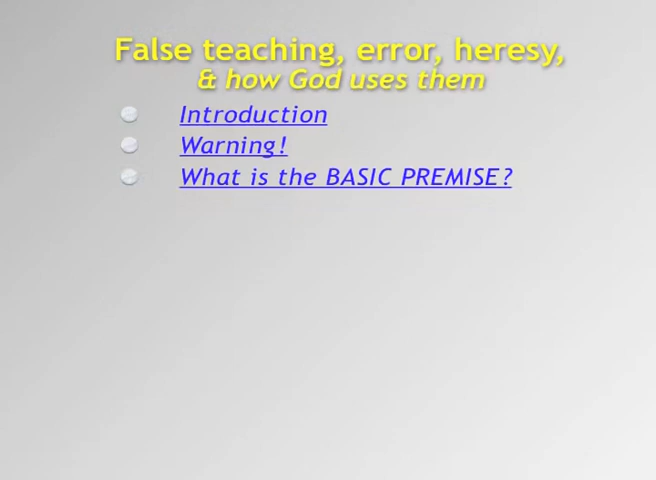 False teaching, error, heresy,
& how God uses them
Introduction
Warning!
What is the BASIC PREMISE?